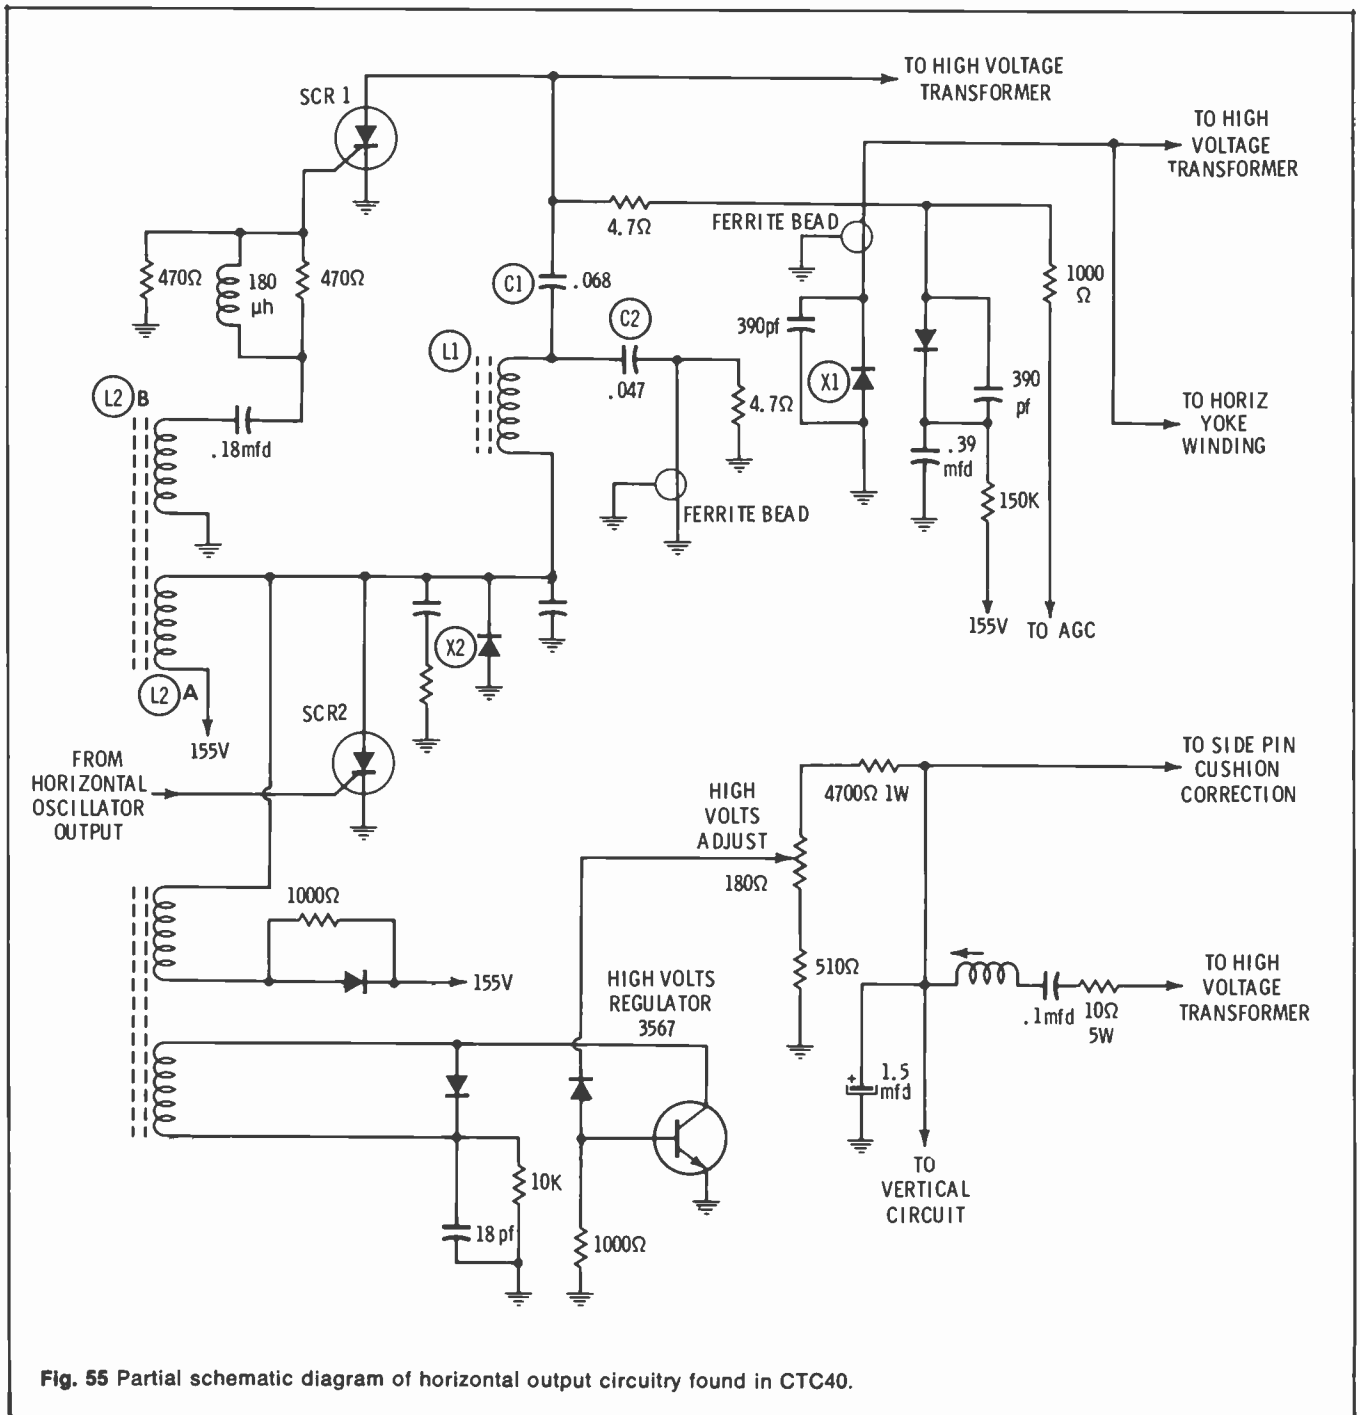 TO HIGH VOLTAGE
TRANSFORMER
SCR 1
TO HIGH
VOLTAGE
TRANSFORMER
4.7Ω
FERRITE BEAD
470Ω
180
μh
470Ω
C1
.068
1000
Ω
C2
390pf
L1
.047
X1
390
pf
L2 B
4.7Ω
TO HORIZ
YOKE
WINDING
.18mfd
.39
mfd
150K
FERRITE BEAD
155V
TO AGC
X2
L2 A
155V
SCR2
FROM
HORIZONTAL
OSCILLATOR
OUTPUT
TO SIDE PIN
CUSHION
CORRECTION
HIGH
VOLTS
ADJUST
4700Ω 1W
180Ω
1000Ω
510Ω
155V
HIGH VOLTS
REGULATOR
3567
TO HIGH
VOLTAGE
TRANSFORMER
.1mfd
10Ω
5W
+
1.5
mfd
10K
TO
VERTICAL
CIRCUIT
18pf
1000Ω
Fig. 55 Partial schematic diagram of horizontal output circuitry found in CTC40.